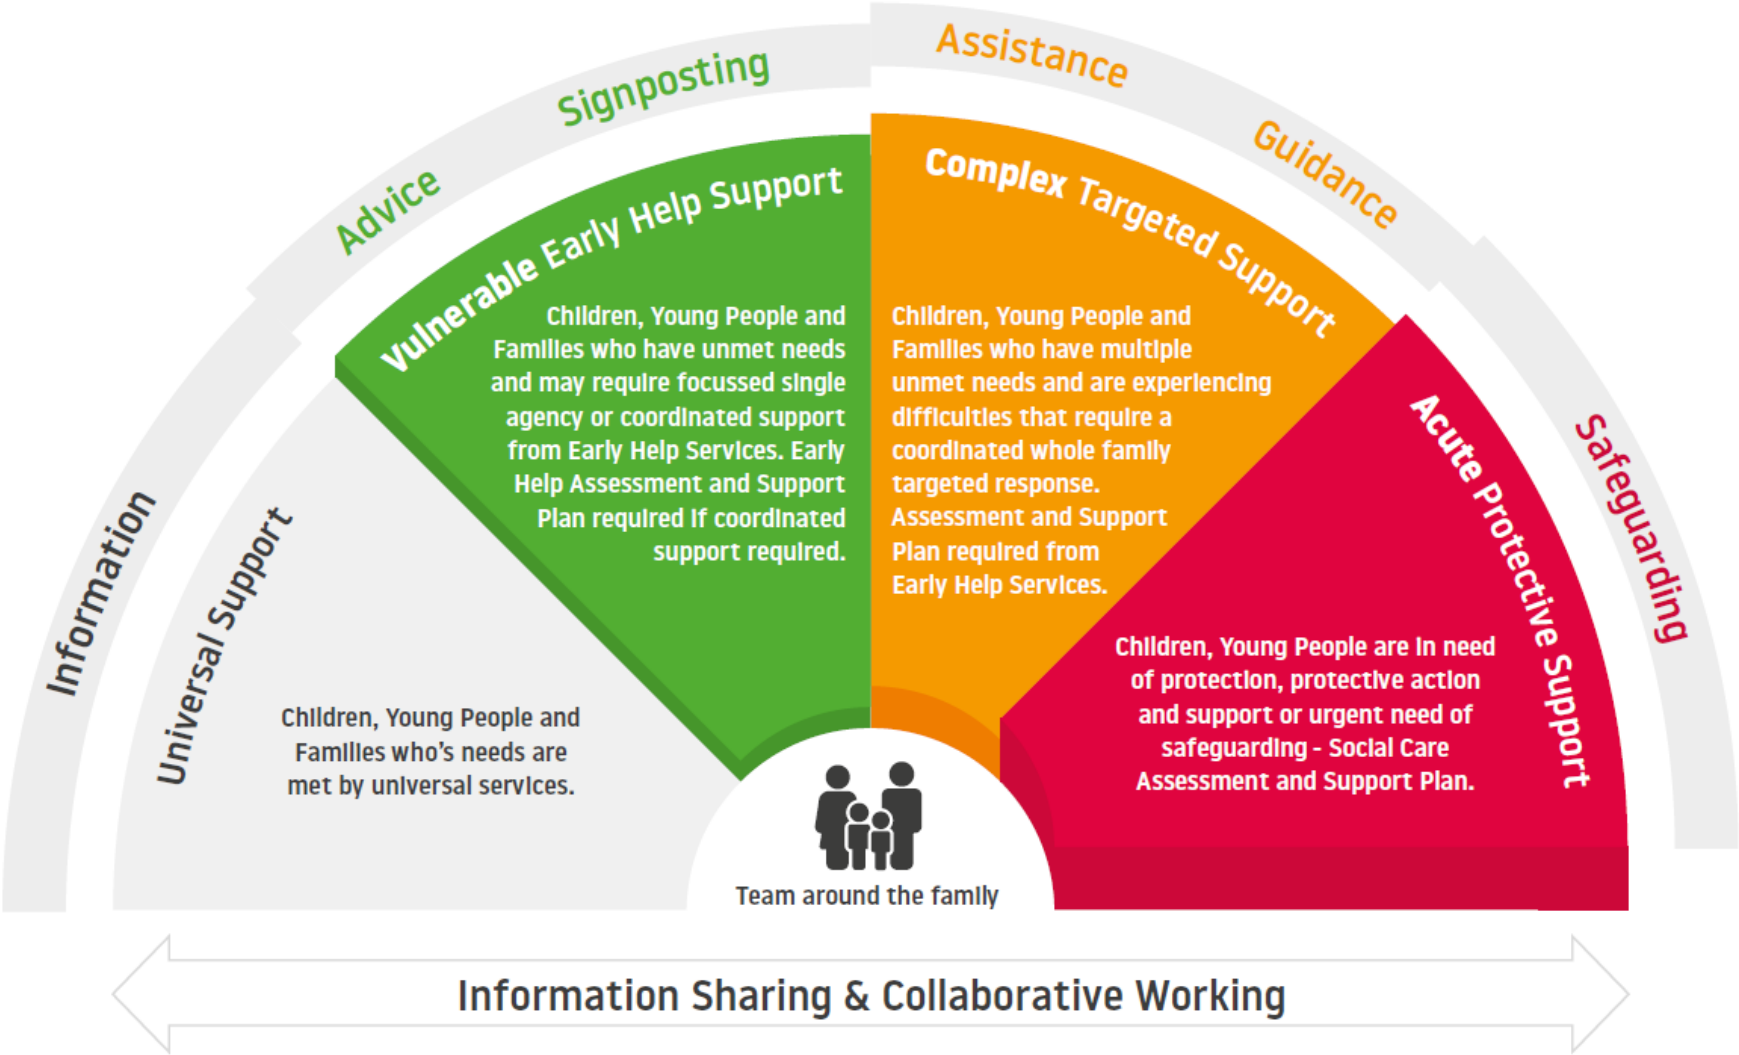 Information
Advice
Signposting
Assistance
Guidance
Safeguarding
Universal Support
Children, Young People and
Families who's needs are
met by universal services.
Vulnerable Early Help Support
Children, Young People and
Families who have unmet needs
and may require focussed single
agency or coordinated support
from Early Help Services. Early
Help Assessment and Support
Plan required if coordinated
support required.
Complex Targeted Support
Children, Young People and
Families who have multiple
unmet needs and are experiencing
difficulties that require a
coordinated whole family
targeted response.
Assessment and Support
Plan required from
Early Help Services.
Acute Protective Support
Children, Young People are in need
of protection, protective action
and support or urgent need of
safeguarding - Social Care
Assessment and Support Plan.
Team around the family
Information Sharing & Collaborative Working